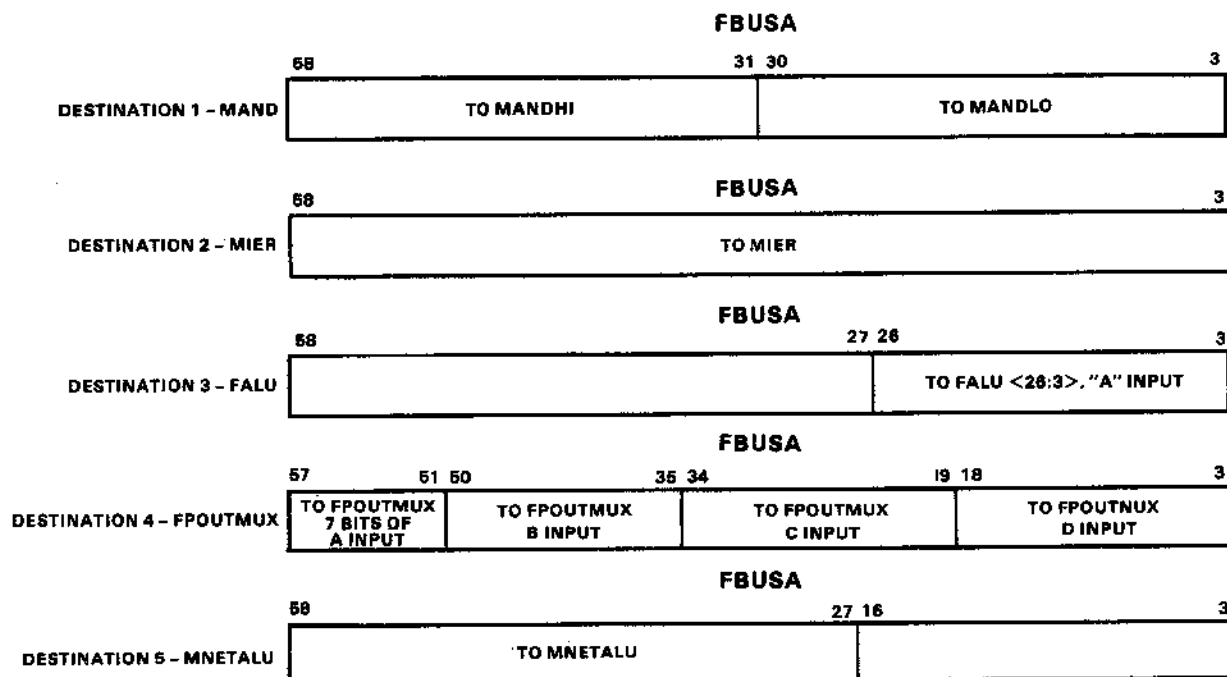 FBUSA
58 31 30 3
DESTINATION 1 – MAND TO MANDHI TO MANDLO
FBUSA
58 3
DESTINATION 2 – MIER TO MIER
FBUSA
58 27 26 3
DESTINATION 3 – FALU TO FALU <26:3>, "A" INPUT
FBUSA
57 51 50 35 34 19 18 3
DESTINATION 4 – FPOUTMUX
TO FPOUTMUX
7 BITS OF
A INPUT
TO FPOUTMUX
B INPUT
TO FPOUTMUX
C INPUT
TO FPOUTNUX
D INPUT
FBUSA
58 27 16 3
DESTINATION 5 – MNETALU TO MNETALU